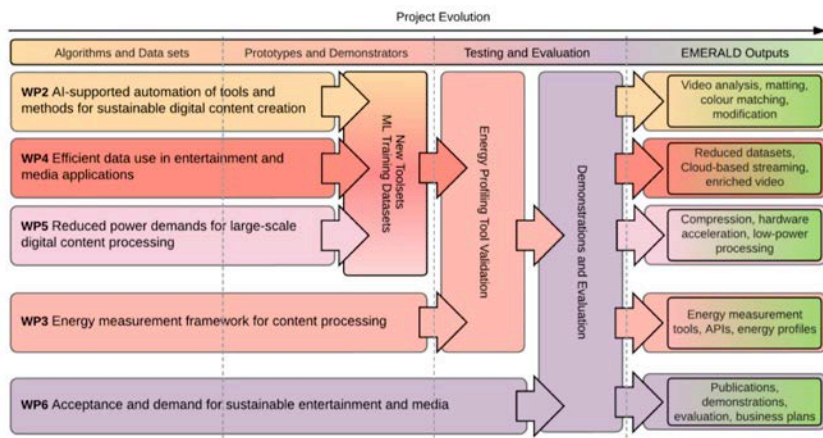 Project Evolution
Algorithms and Data sets
Prototypes and Demonstrators
Testing and Evaluation
EMERALD Outputs
WP2 AI-supported automation of tools and
methods for sustainable digital content creation
WP4 Efficient data use in entertainment and
media applications
WP5 Reduced power demands for large-scale
digital content processing
WP3 Energy measurement framework for content processing
WP6 Acceptance and demand for sustainable entertainment and media
New Toolsets
ML Training Datasets
Energy Profiling Tool Validation
Demonstrations and Evaluation
Video analysis, matting,
colour matching,
modification
Reduced datasets,
Cloud-based streaming,
enriched video
Compression, hardware
acceleration, low-power
processing
Energy measurement
tools, APIs, energy profiles
Publications,
demonstrations,
evaluation, business plans